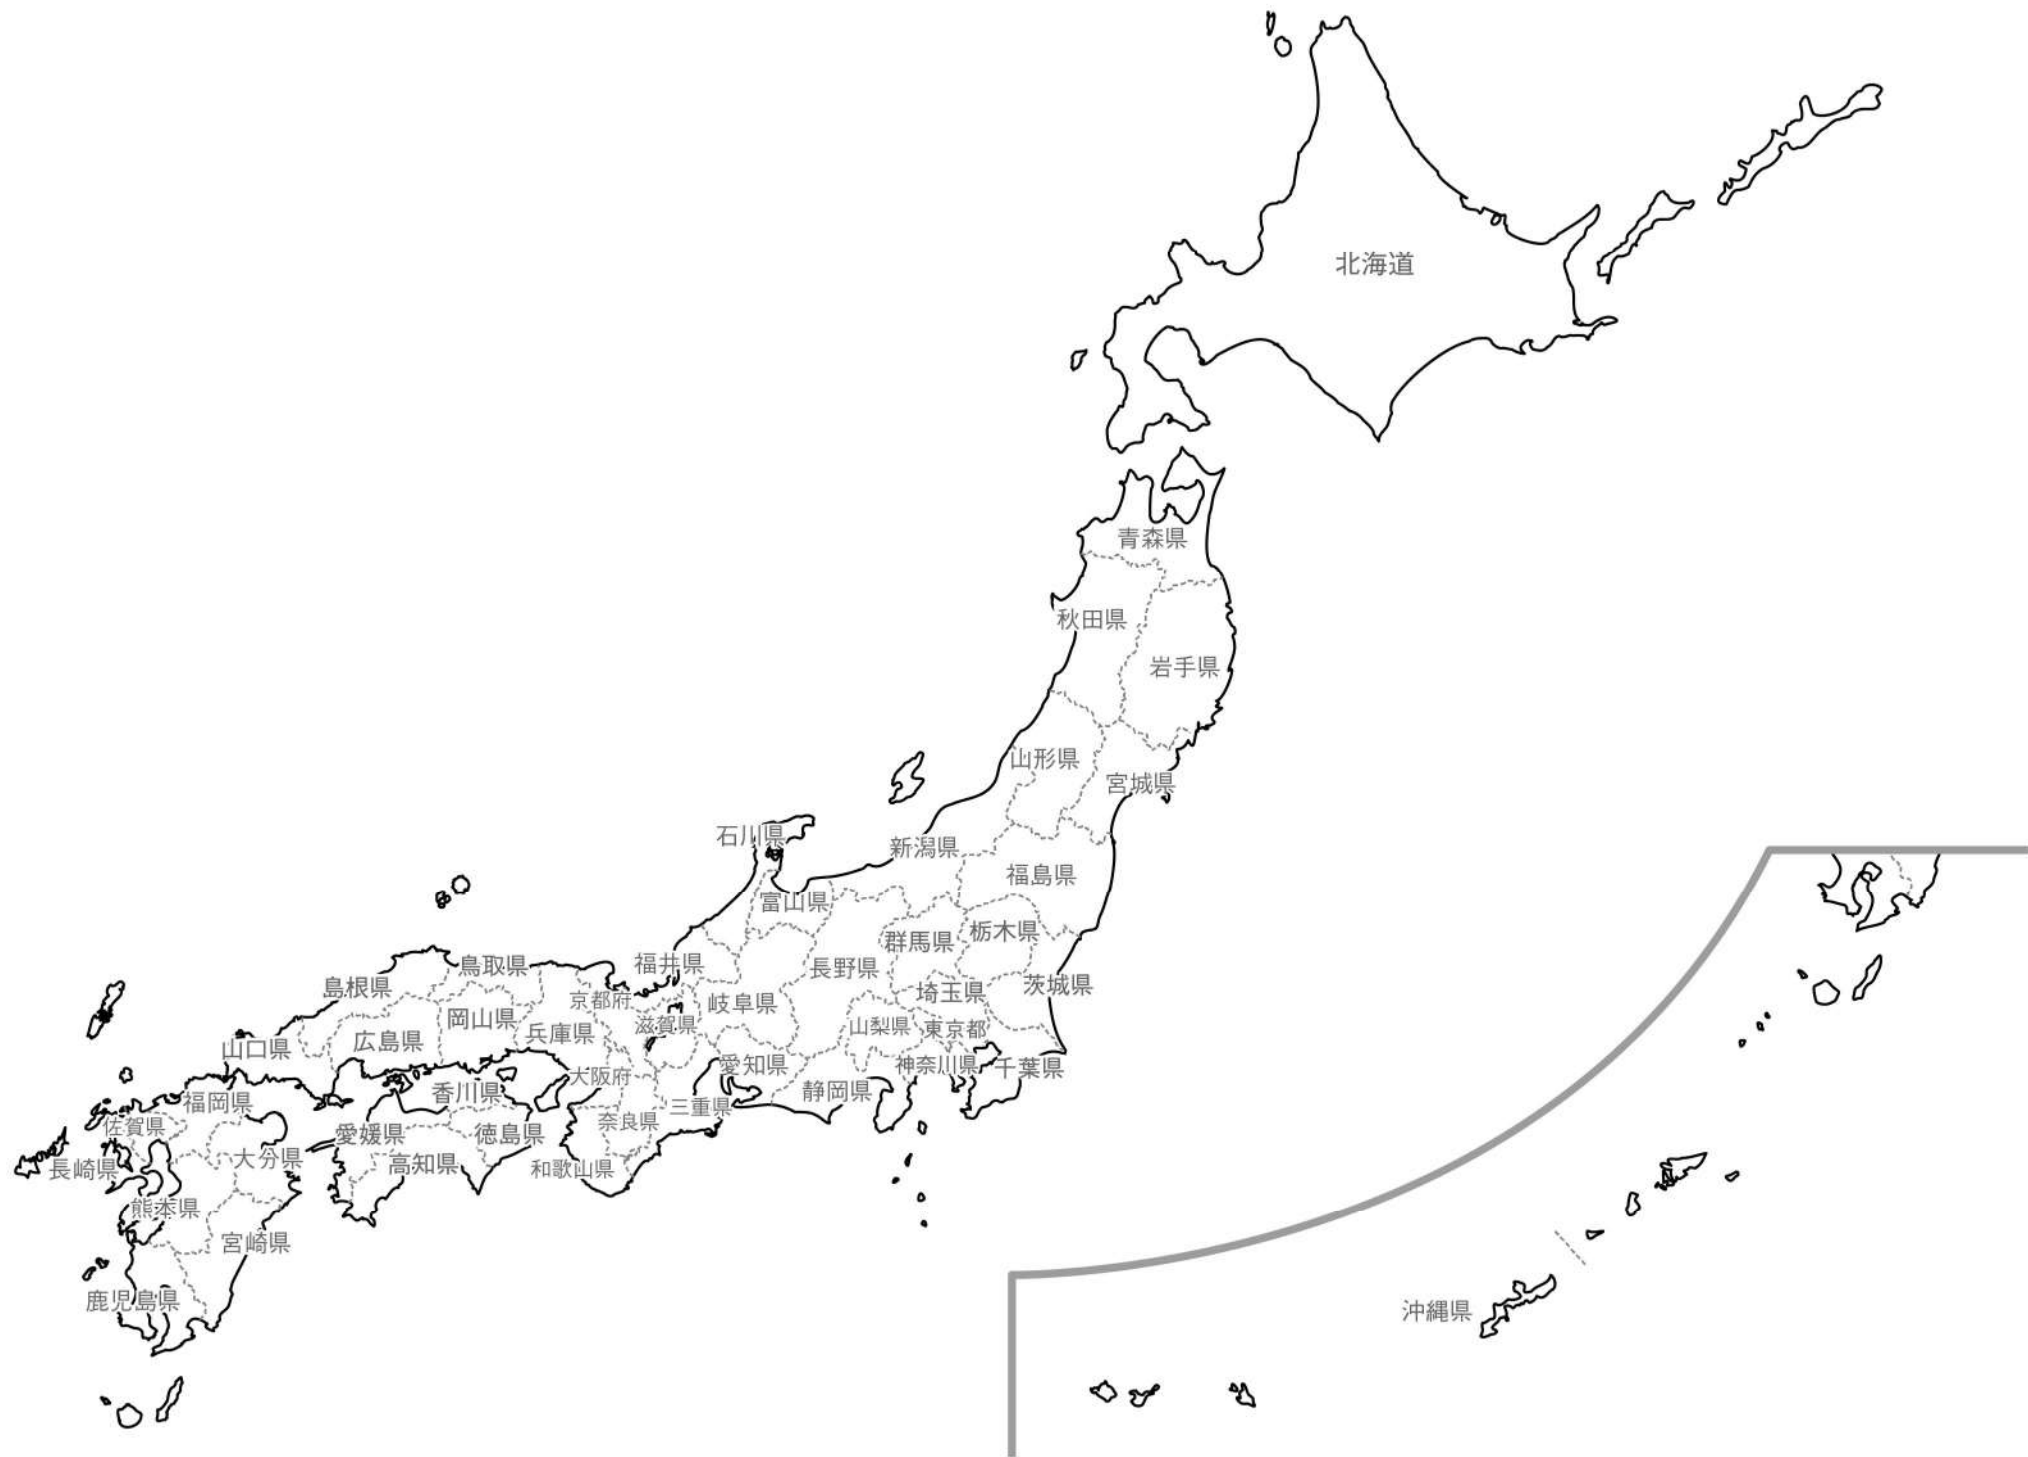 北海道
青森県
秋田県
岩手県
山形県
宮城県
石川県
新潟県
福島県
富山県
栃木県
群馬県
福井県
鳥取県
長野県
島根県
茨城県
埼玉県
京都府
岐阜県
岡山県
滋賀県
山梨県
東京都
兵庫県
広島県
山口県
愛知県
神奈川県
千葉県
大阪府
香川県
静岡県
福岡県
三重県
奈良県
佐賀県
愛媛県
徳島県
大分県
高知県
和歌山県
長崎県
熊本県
宮崎県
鹿児島県
沖縄県